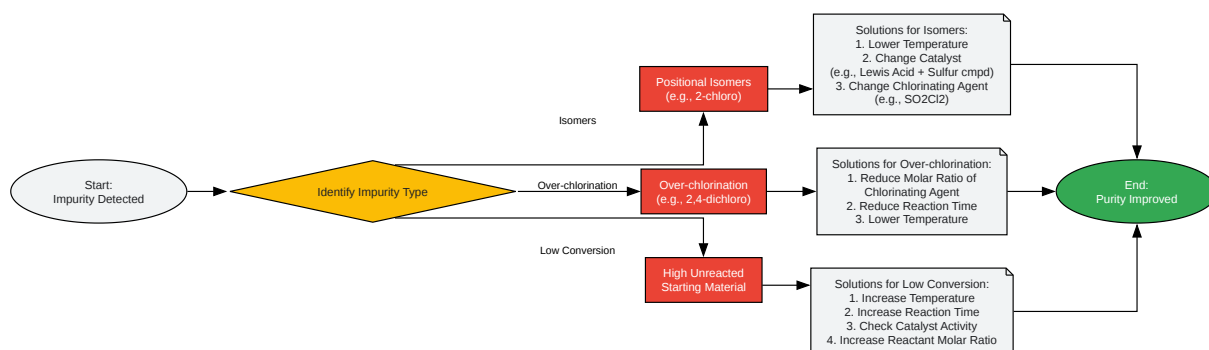 Start:
Impurity Detected
Identify Impurity Type
Isomers
Over-chlorination
Low Conversion
Positional Isomers
(e.g., 2-chloro)
Over-chlorination
(e.g., 2,4-dichloro)
High Unreacted
Starting Material
Solutions for Isomers:
1. Lower Temperature
2. Change Catalyst
(e.g., Lewis Acid + Sulfur cmpd)
3. Change Chlorinating Agent
(e.g., SO2Cl2)
Solutions for Over-chlorination:
1. Reduce Molar Ratio of
Chlorinating Agent
2. Reduce Reaction Time
3. Lower Temperature
Solutions for Low Conversion:
1. Increase Temperature
2. Increase Reaction Time
3. Check Catalyst Activity
4. Increase Reactant Molar Ratio
End:
Purity Improved